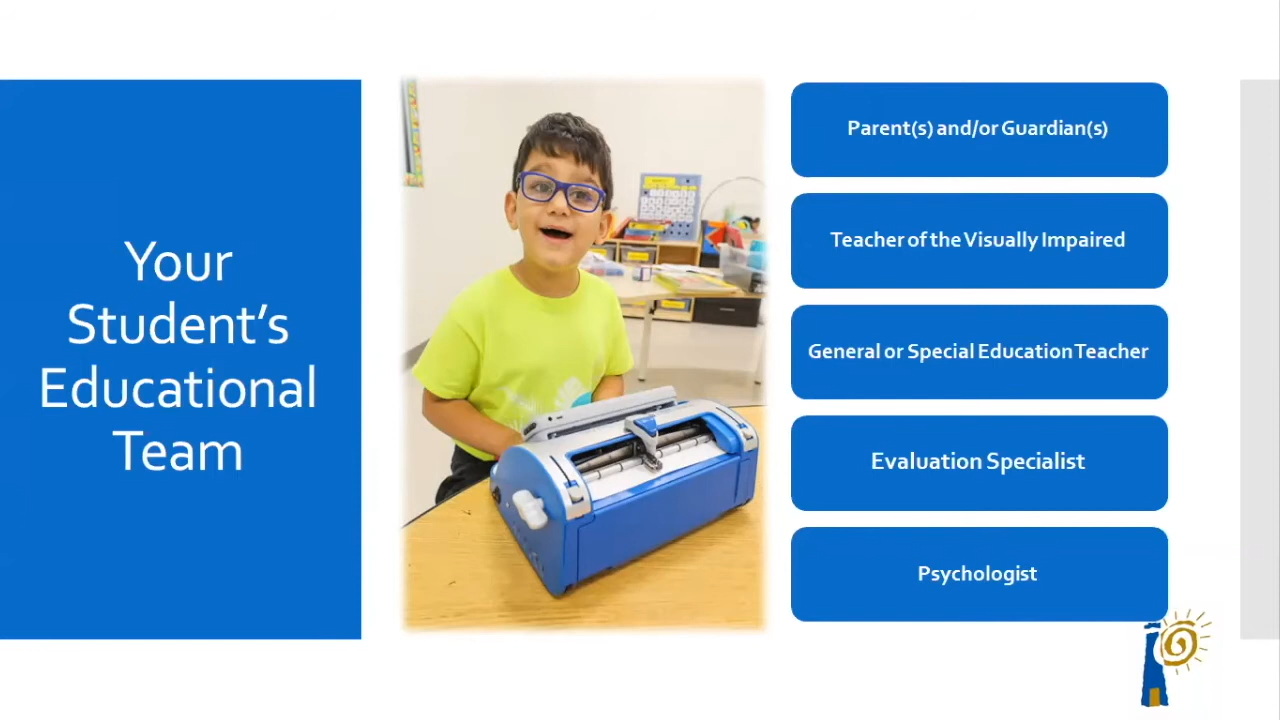 Your
Student’s
Educational
Team
Parent(s) and/or Guardian(s)
Teacher of the Visually Impaired
General or Special Education Teacher
Evaluation Specialist
Psychologist